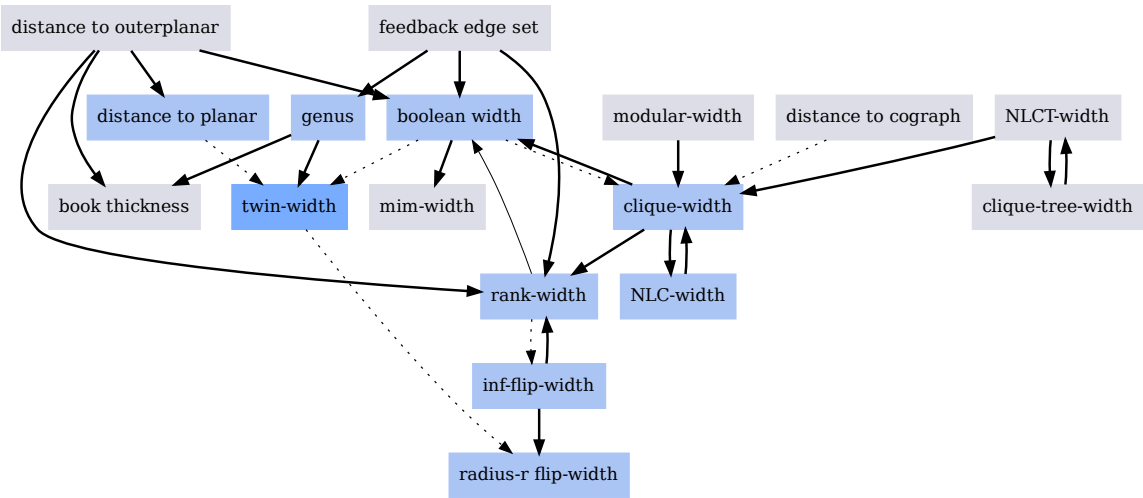 distance to outerplanar
feedback edge set
distance to planar
genus
boolean width
modular-width
distance to cograph
NLCT-width
book thickness
twin-width
mim-width
clique-width
clique-tree-width
rank-width
NLC-width
inf-flip-width
radius-r flip-width